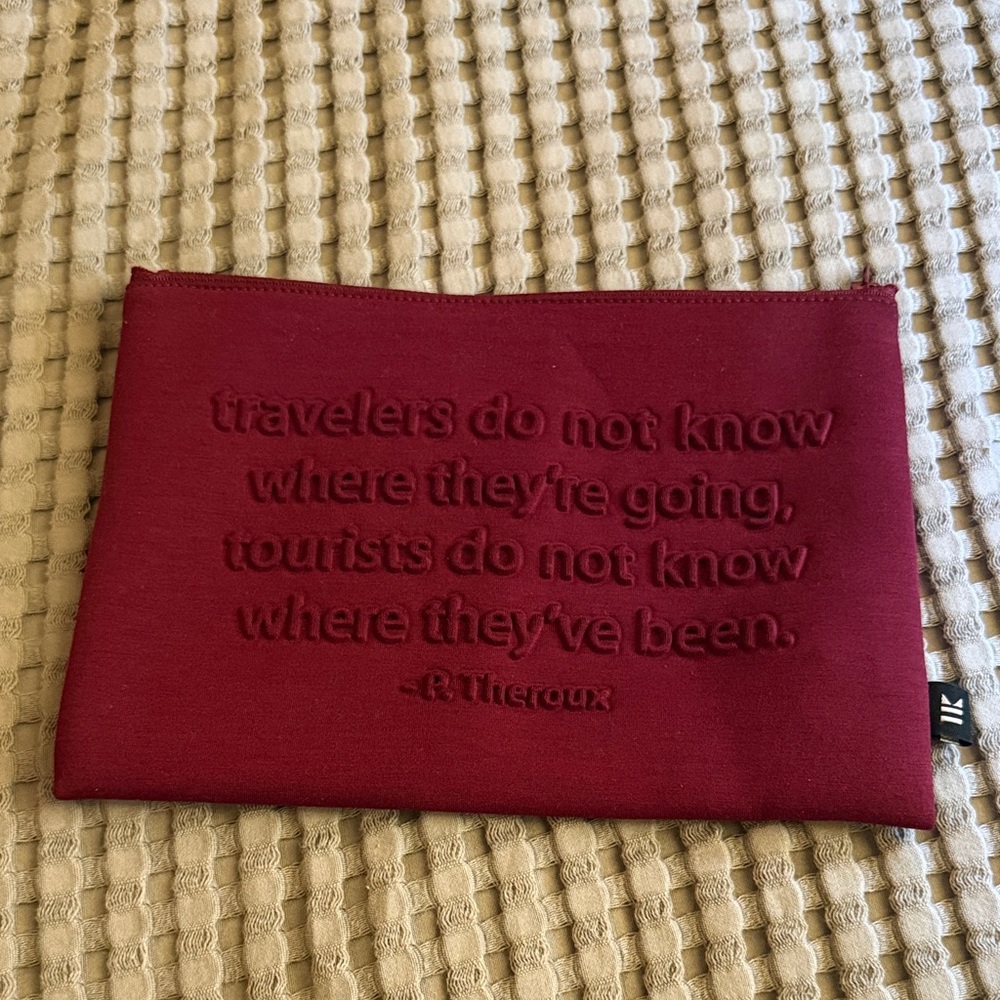 travelers do not know
where they're going,
tourists do not know
where they've been.
-P. Theroux